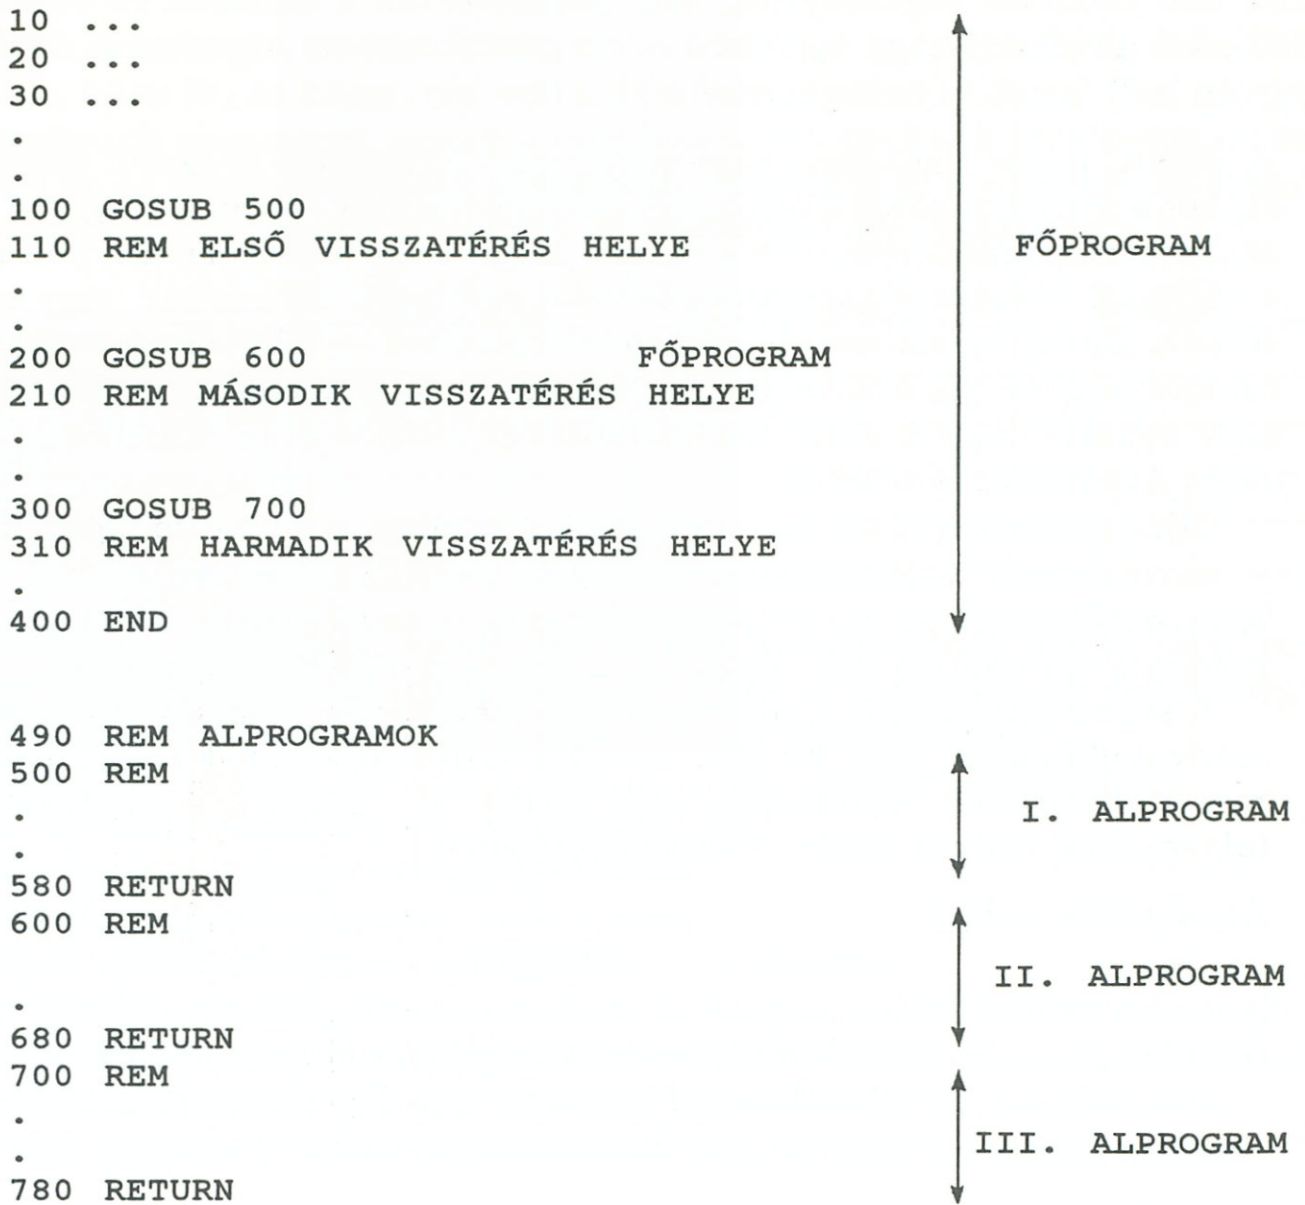 10 ...
20 ...
30 ...
.
.
100 GOSUB 500
110 REM ELSŐ VISSZATÉRÉS HELYE FŐPROGRAM
.
.
200 GOSUB 600 FŐPROGRAM
210 REM MÁSODIK VISSZATÉRÉS HELYE
.
.
300 GOSUB 700
310 REM HARMADIK VISSZATÉRÉS HELYE
.
400 END
490 REM ALPROGRAMOK
500 REM
. I. ALPROGRAM
.
580 RETURN
600 REM
II. ALPROGRAM
.
680 RETURN
700 REM
.
. III. ALPROGRAM
780 RETURN